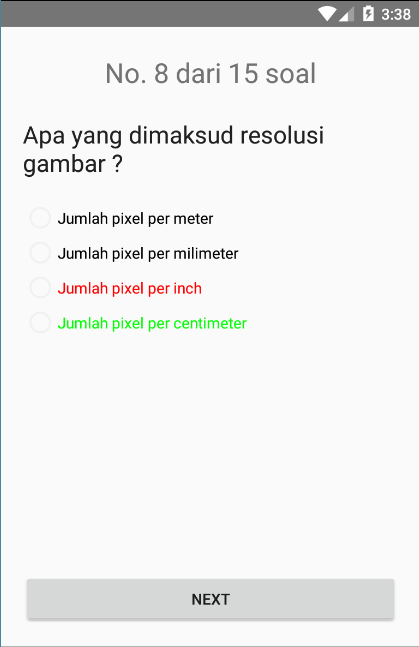 3:38
No. 8 dari 15 soal
Apa yang dimaksud resolusi
gambar ?
Jumlah pixel per meter
Jumlah pixel per milimeter
Jumlah pixel per inch
Jumlah pixel per centimeter
NEXT